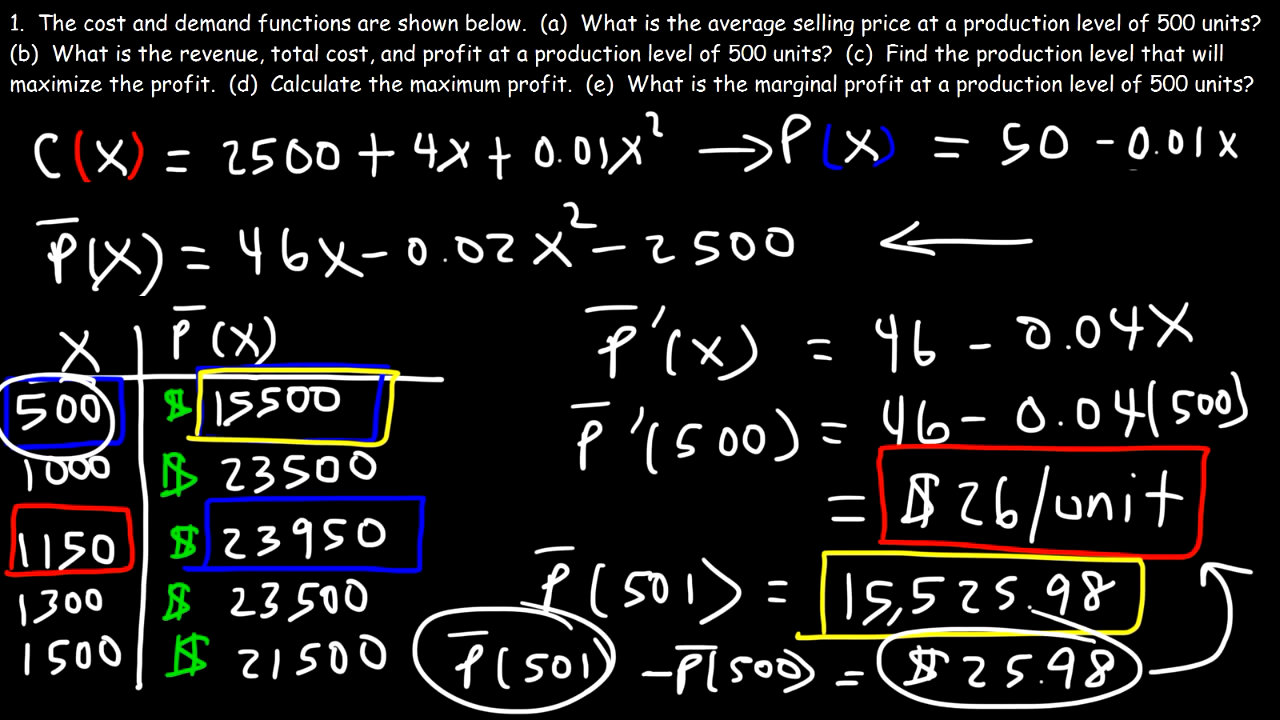 1. The cost and demand functions are shown below. (a) What is the average selling price at a production level of 500 units?
(b) What is the revenue, total cost, and profit at a production level of 500 units? (c) Find the production level that will
maximize the profit. (d) Calculate the maximum profit. (e) What is the marginal profit at a production level of 500 units?
C(X) = 2500 + 4x + 0.01x² → P(X) = 50 - 0.01x
P̅(X) = 46x - 0.02x² - 2500 ←
X P̅(X)
500 $ 15500
1000 $ 23500
1150 $ 23950
1300 $ 23500
1500 $ 21500
P̅'(x) = 46 - 0.04x
P̅'(500) = 46 - 0.04(500)
= $26/unit
P̅(501) = 15,525.98
P̅(501) - P̅(500) = $25.98